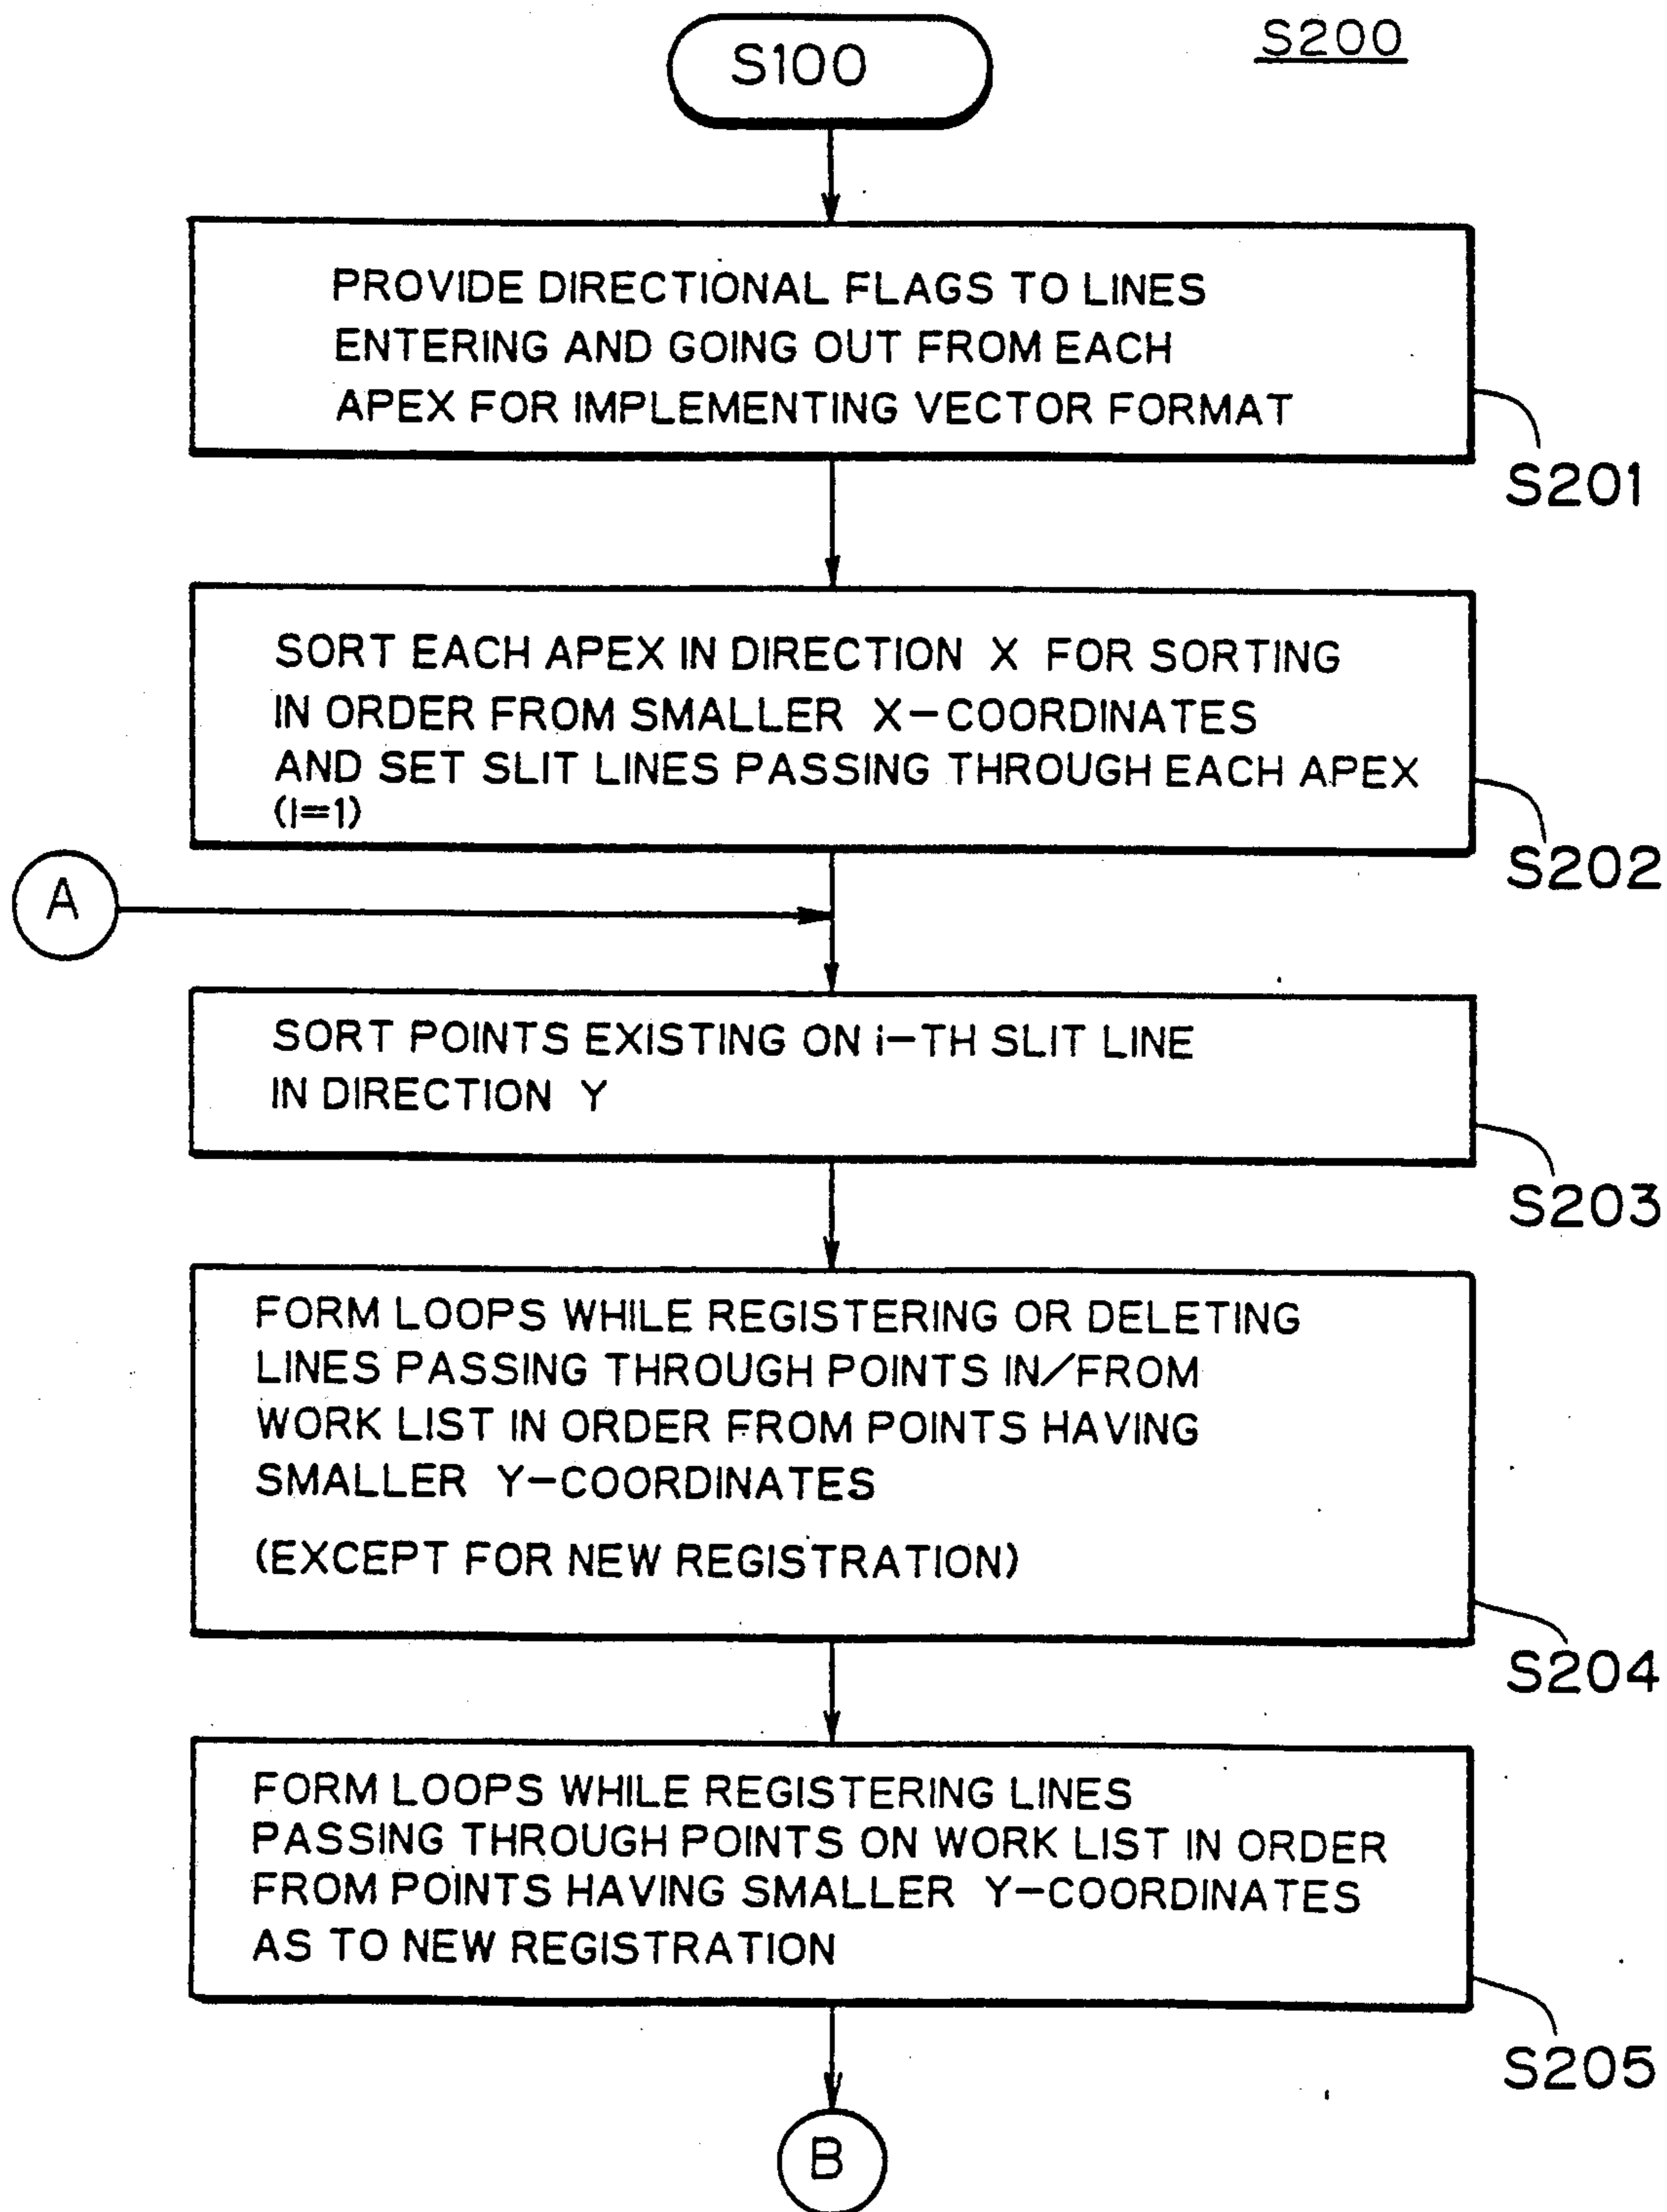 S200
S100
PROVIDE DIRECTIONAL FLAGS TO LINES
ENTERING AND GOING OUT FROM EACH
APEX FOR IMPLEMENTING VECTOR FORMAT
S201
SORT EACH APEX IN DIRECTION X FOR SORTING
IN ORDER FROM SMALLER X-COORDINATES
AND SET SLIT LINES PASSING THROUGH EACH APEX
(I=1)
S202
A
SORT POINTS EXISTING ON i-TH SLIT LINE
IN DIRECTION Y
S203
FORM LOOPS WHILE REGISTERING OR DELETING
LINES PASSING THROUGH POINTS IN/FROM
WORK LIST IN ORDER FROM POINTS HAVING
SMALLER Y-COORDINATES
(EXCEPT FOR NEW REGISTRATION)
S204
FORM LOOPS WHILE REGISTERING LINES
PASSING THROUGH POINTS ON WORK LIST IN ORDER
FROM POINTS HAVING SMALLER Y-COORDINATES
AS TO NEW REGISTRATION
S205
B